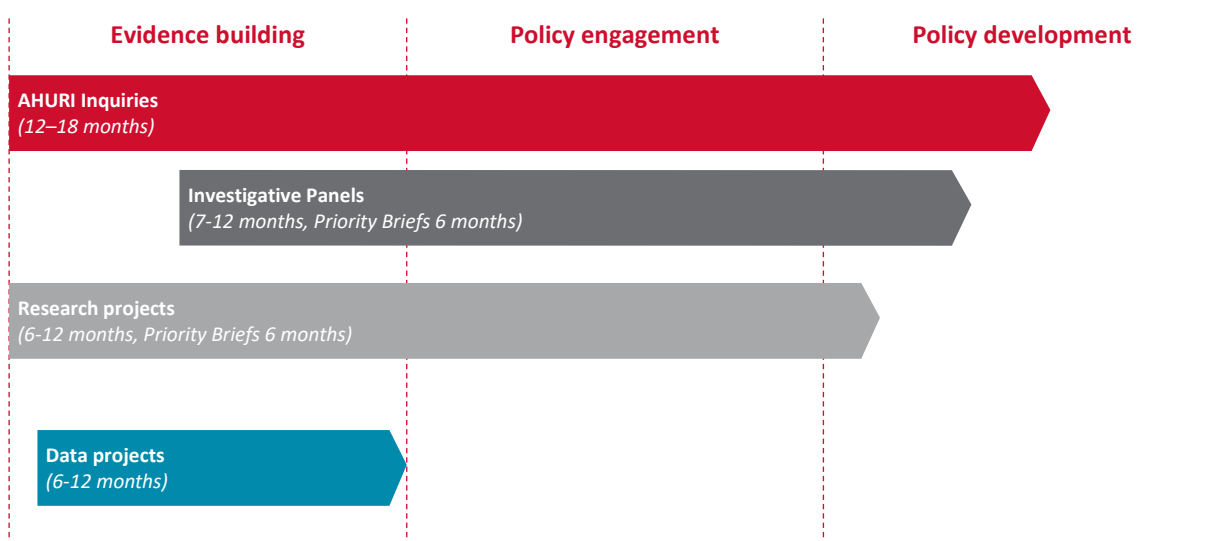 Evidence building
Policy engagement
Policy development
AHURI Inquiries
(12–18 months)
Investigative Panels
(7-12 months, Priority Briefs 6 months)
Research projects
(6-12 months, Priority Briefs 6 months)
Data projects
(6-12 months)